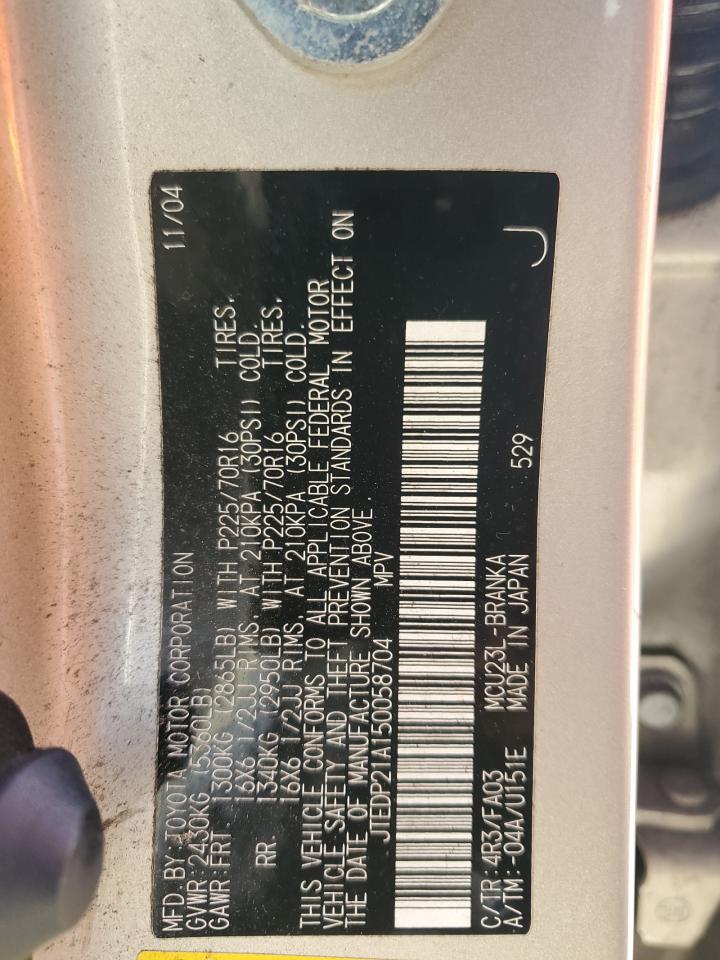 MFD.BY:TOYOTA MOTOR CORPORATION 11/04
GVWR:2430KG (5360LB)
GAWR:FRT. 1300KG (2865LB) WITH P225/70R16 TIRES,
16X6 1/2JJ RIMS, AT 210KPA (30PSI) COLD.
RR. 1340KG (2950LB) WITH P225/70R16 TIRES,
16X6 1/2JJ RIMS, AT 210KPA (30PSI) COLD.
THIS VEHICLE CONFORMS TO ALL APPLICABLE FEDERAL MOTOR
VEHICLE SAFETY AND THEFT PREVENTION STANDARDS IN EFFECT ON
THE DATE OF MANUFACTURE SHOWN ABOVE.
JTEDP21A150058704 MPV
C/TR:4R3/FA03 MCU23L-BRANKA 529 J
A/TM:-04A/U151E MADE IN JAPAN